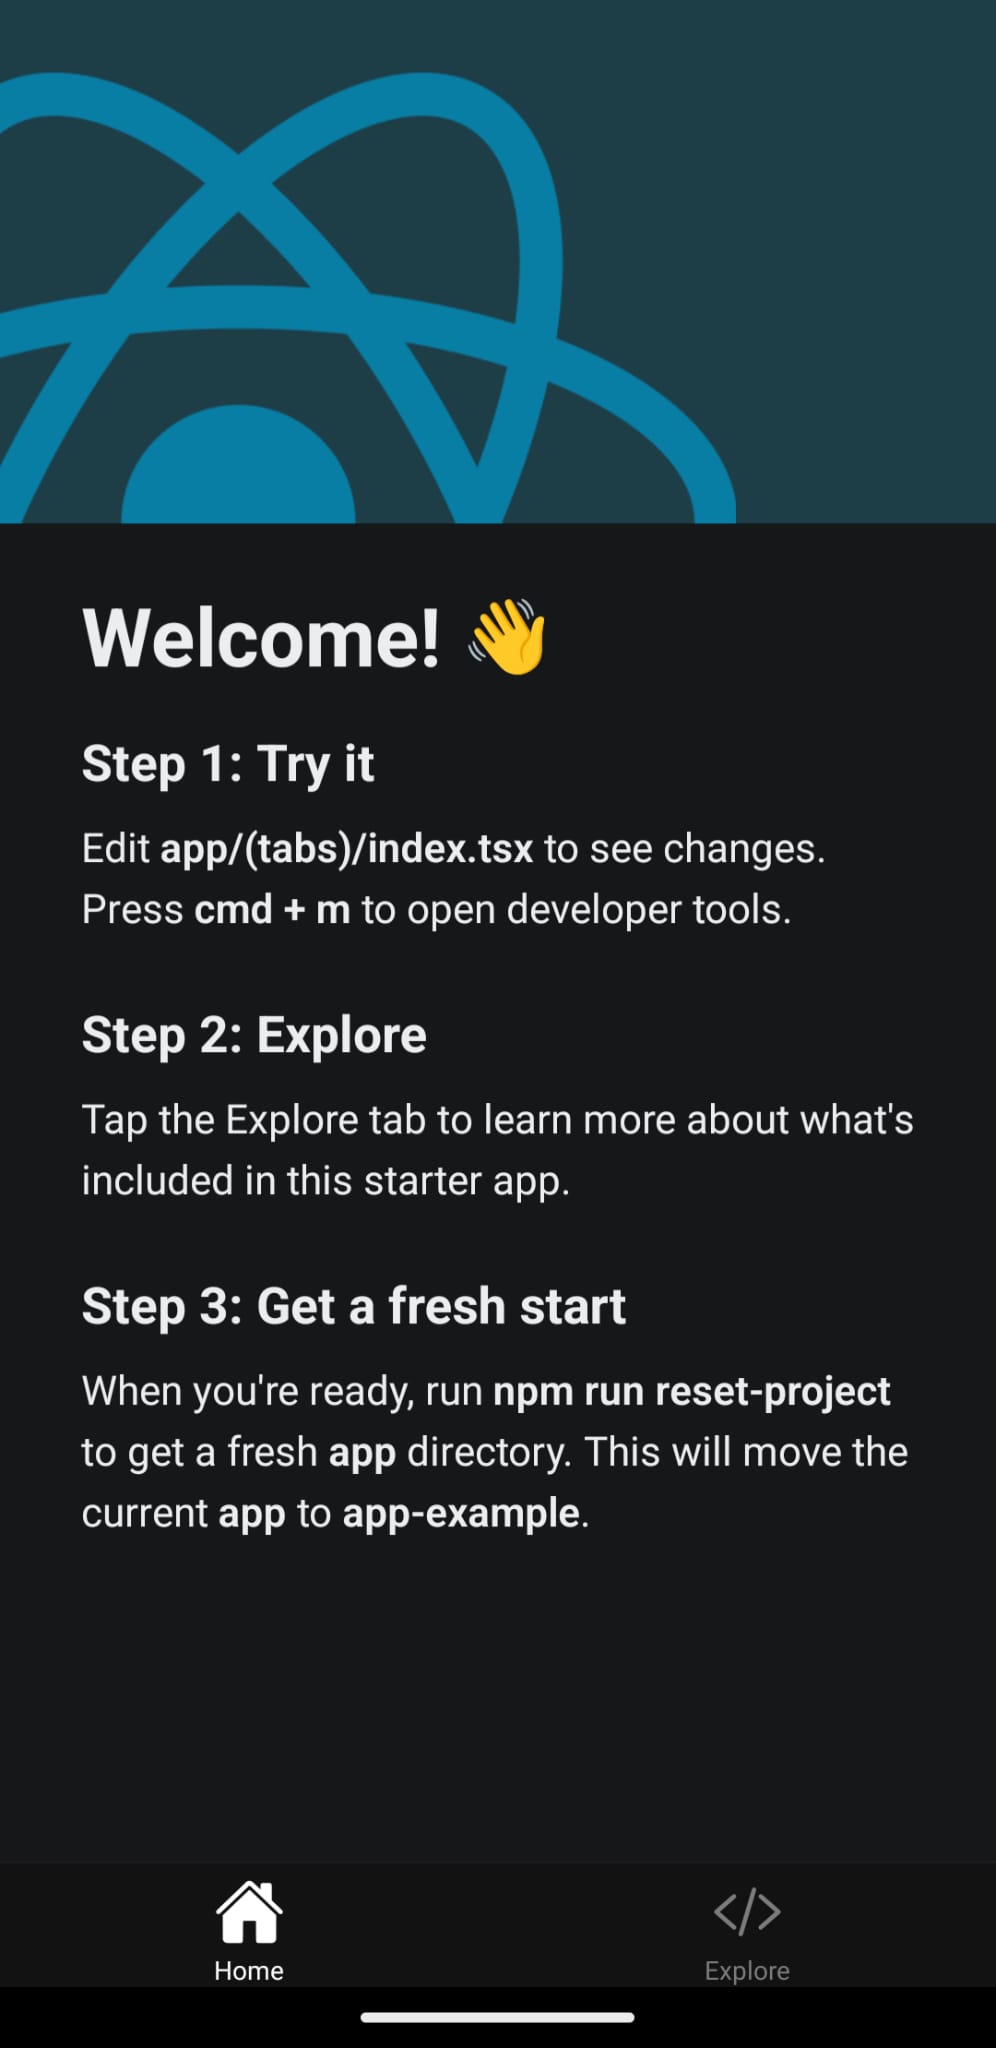 Welcome! 👋
Step 1: Try it
Edit app/(tabs)/index.tsx to see changes.
Press cmd + m to open developer tools.
Step 2: Explore
Tap the Explore tab to learn more about what's
included in this starter app.
Step 3: Get a fresh start
When you're ready, run npm run reset-project
to get a fresh app directory. This will move the
current app to app-example.
Home
Explore